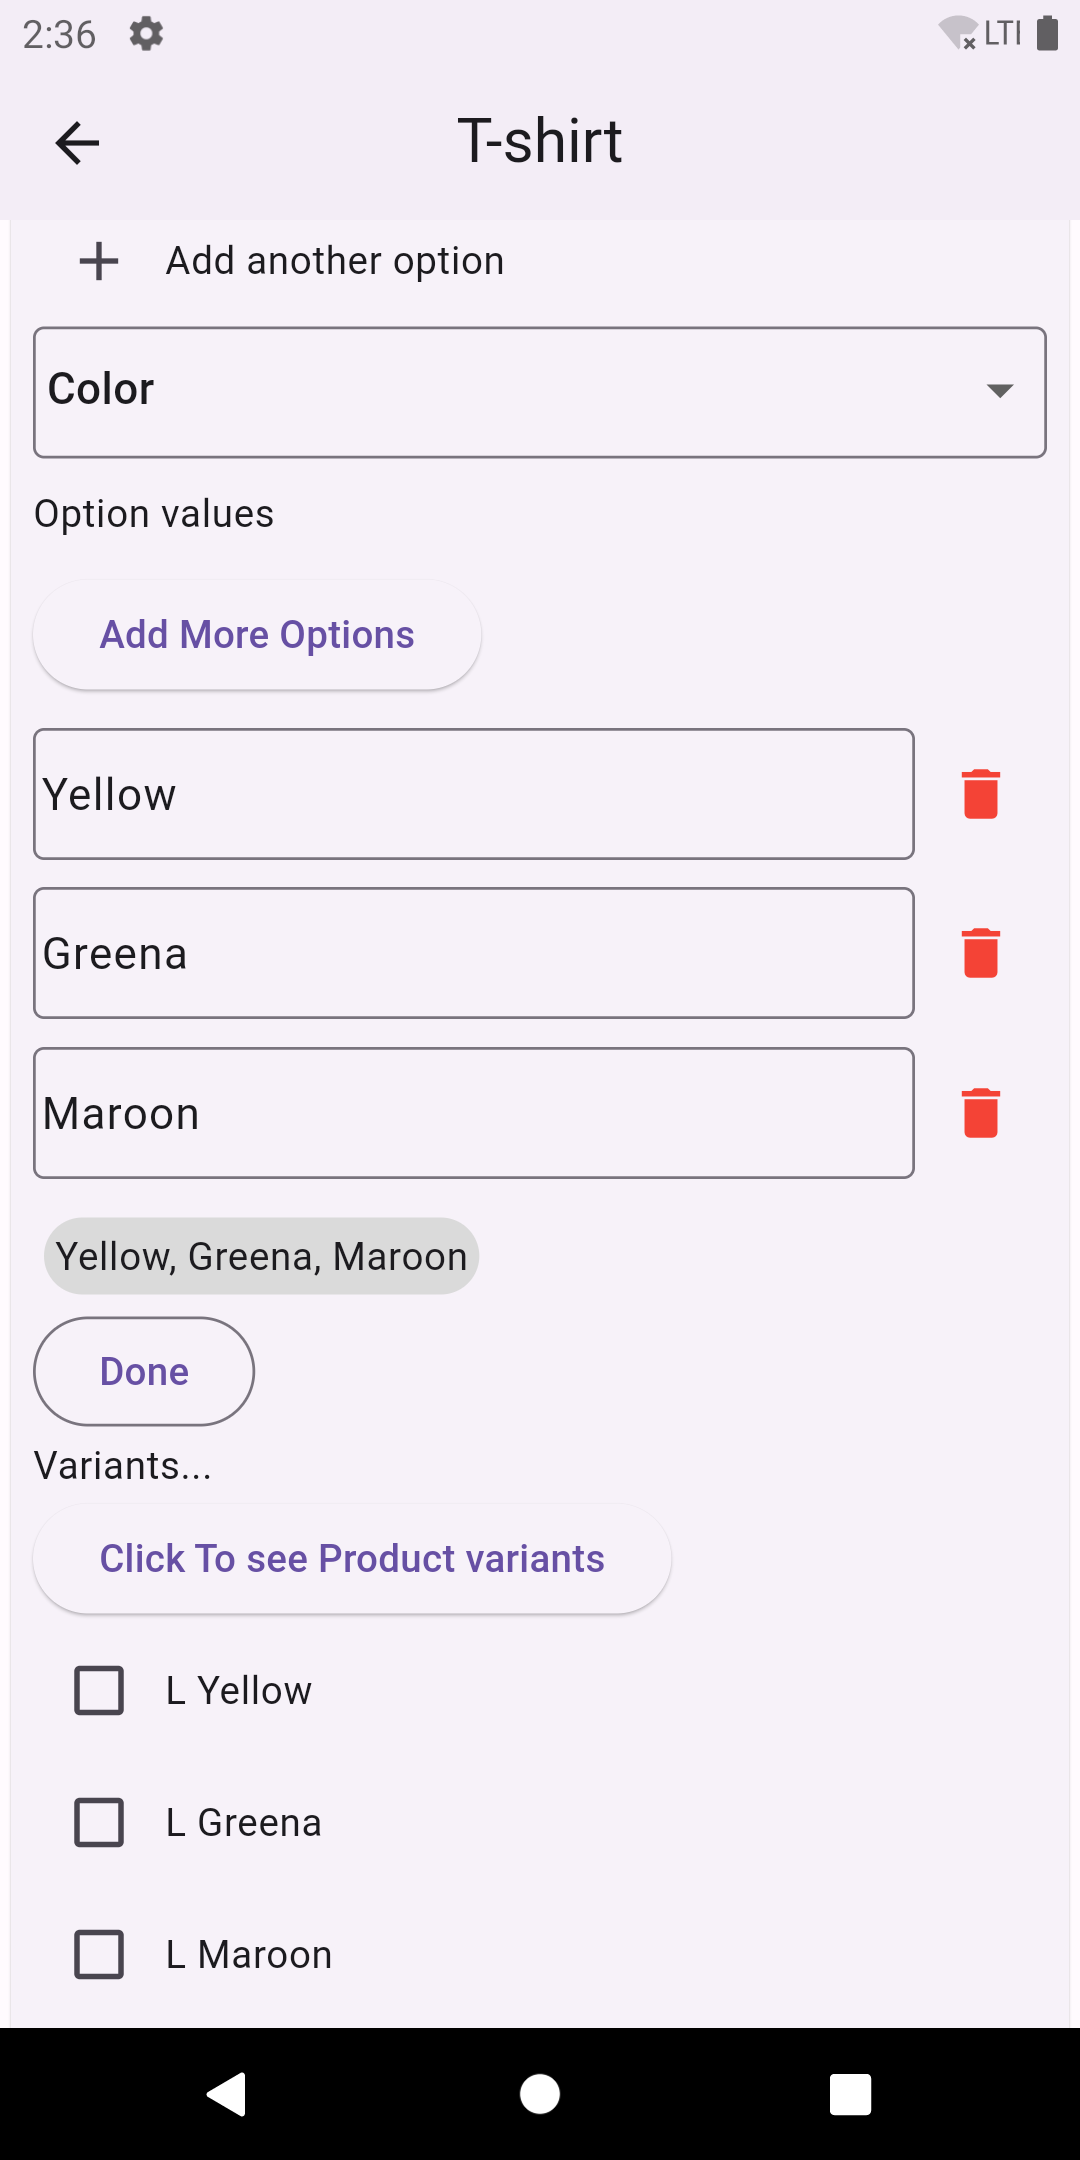 2:36 LTE
T-shirt
Add another option
Color
Option values
Add More Options
Yellow
Greena
Maroon
Yellow, Greena, Maroon
Done
Variants...
Click To see Product variants
L Yellow
L Greena
L Maroon